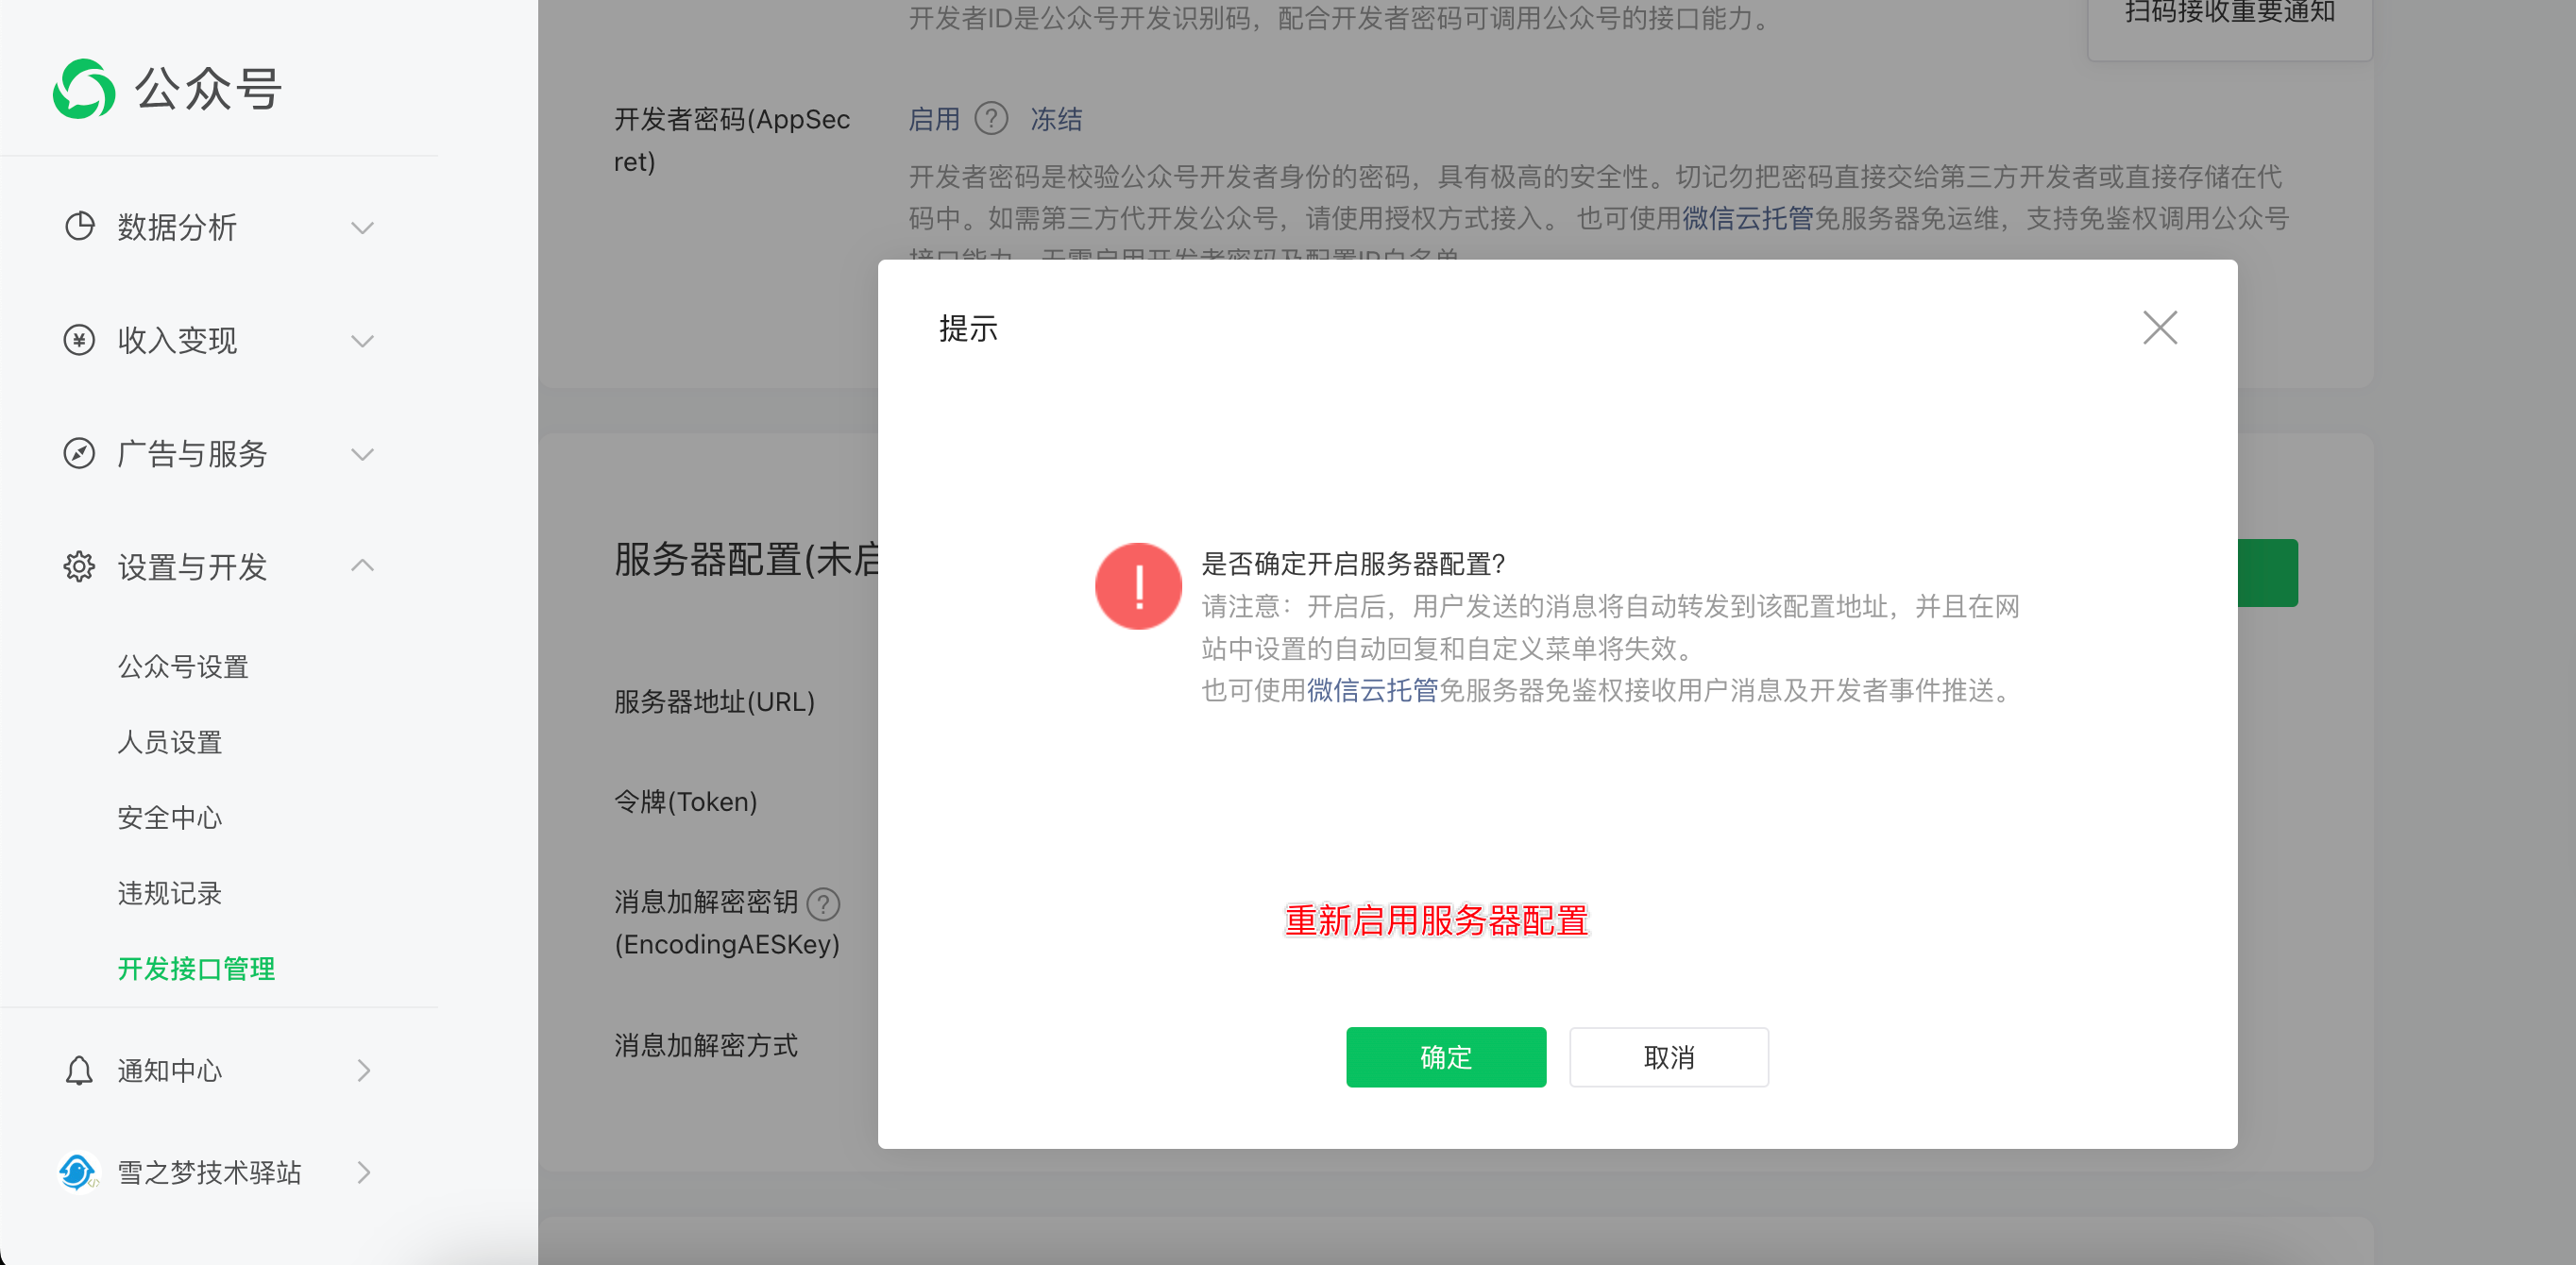 公众号
数据分析
收入变现
广告与服务
设置与开发
公众号设置
人员设置
安全中心
违规记录
开发接口管理
通知中心
雪之梦技术驿站
开发者ID是公众号开发识别码，配合开发者密码可调用公众号的接口能力。
扫码接收重要通知
开发者密码(AppSec
ret)
启用 ? 冻结
开发者密码是校验公众号开发者身份的密码，具有极高的安全性。切记勿把密码直接交给第三方开发者或直接存储在代
码中。如需第三方代开发公众号，请使用授权方式接入。 也可使用微信云托管免服务器免运维，支持免鉴权调用公众号
接口能力，无需启用开发者密码及配置IP白名单
服务器配置(未启
服务器地址(URL)
令牌(Token)
消息加解密密钥 ?
(EncodingAESKey)
消息加解密方式
提示
是否确定开启服务器配置?
请注意：开启后，用户发送的消息将自动转发到该配置地址，并且在网
站中设置的自动回复和自定义菜单将失效。
也可使用微信云托管免服务器免鉴权接收用户消息及开发者事件推送。
重新启用服务器配置
确定
取消